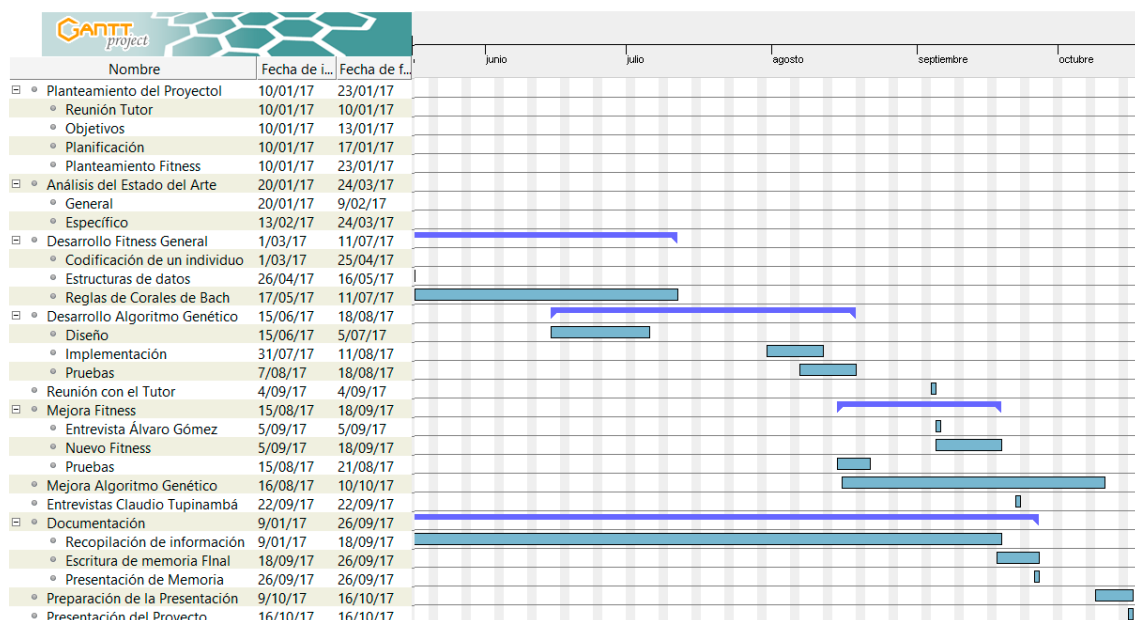 GANTT
project
junio julio agosto septiembre octubre
Nombre Fecha de i... Fecha de f...
Planteamiento del Proyectol 10/01/17 23/01/17
Reunión Tutor 10/01/17 10/01/17
Objetivos 10/01/17 13/01/17
Planificación 10/01/17 17/01/17
Planteamiento Fitness 10/01/17 23/01/17
Análisis del Estado del Arte 20/01/17 24/03/17
General 20/01/17 9/02/17
Específico 13/02/17 24/03/17
Desarrollo Fitness General 1/03/17 11/07/17
Codificación de un individuo 1/03/17 25/04/17
Estructuras de datos 26/04/17 16/05/17
Reglas de Corales de Bach 17/05/17 11/07/17
Desarrollo Algoritmo Genético 15/06/17 18/08/17
Diseño 15/06/17 5/07/17
Implementación 31/07/17 11/08/17
Pruebas 7/08/17 18/08/17
Reunión con el Tutor 4/09/17 4/09/17
Mejora Fitness 15/08/17 18/09/17
Entrevista Álvaro Gómez 5/09/17 5/09/17
Nuevo Fitness 5/09/17 18/09/17
Pruebas 15/08/17 21/08/17
Mejora Algoritmo Genético 16/08/17 10/10/17
Entrevistas Claudio Tupinambá 22/09/17 22/09/17
Documentación 9/01/17 26/09/17
Recopilación de información 9/01/17 18/09/17
Escritura de memoria FInal 18/09/17 26/09/17
Presentación de Memoria 26/09/17 26/09/17
Preparación de la Presentación 9/10/17 16/10/17
Presentación del Proyecto 16/10/17 16/10/17